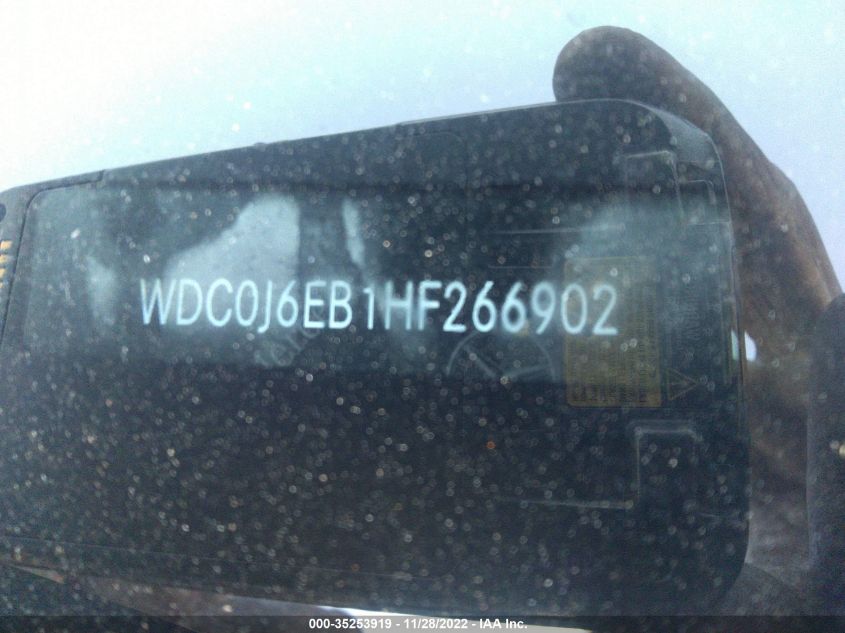 WDC0J6EB1HF266902
000-35253919 - 11/28/2022 - IAA Inc.